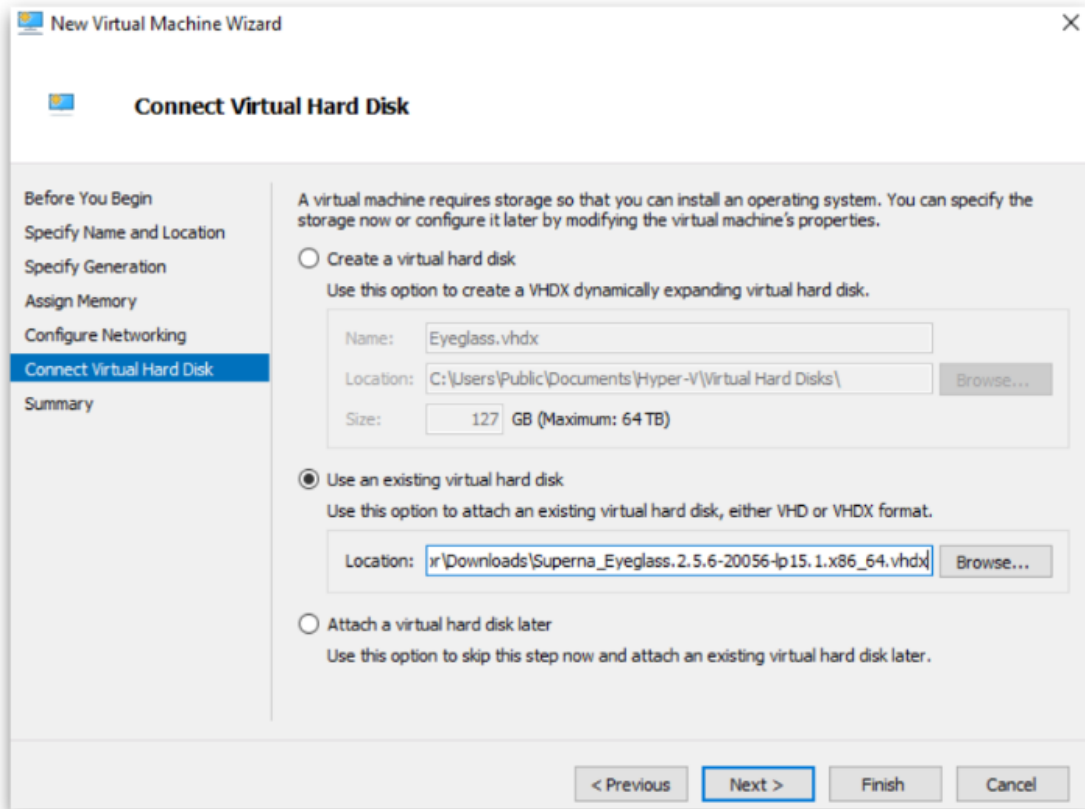 New Virtual Machine Wizard
Connect Virtual Hard Disk
Before You Begin
Specify Name and Location
Specify Generation
Assign Memory
Configure Networking
Connect Virtual Hard Disk
Summary
A virtual machine requires storage so that you can install an operating system. You can specify the
storage now or configure it later by modifying the virtual machine's properties.
Create a virtual hard disk
Use this option to create a VHDX dynamically expanding virtual hard disk.
Name: Eyeglass.vhdx
Location: C:\Users\Public\Documents\Hyper-V\Virtual Hard Disks\ Browse...
Size: 127 GB (Maximum: 64 TB)
Use an existing virtual hard disk
Use this option to attach an existing virtual hard disk, either VHD or VHDX format.
Location: or\Downloads\Superna_Eyeglass.2.5.6-20056-lp15.1.x86_64.vhdx Browse...
Attach a virtual hard disk later
Use this option to skip this step now and attach an existing virtual hard disk later.
< Previous Next > Finish Cancel